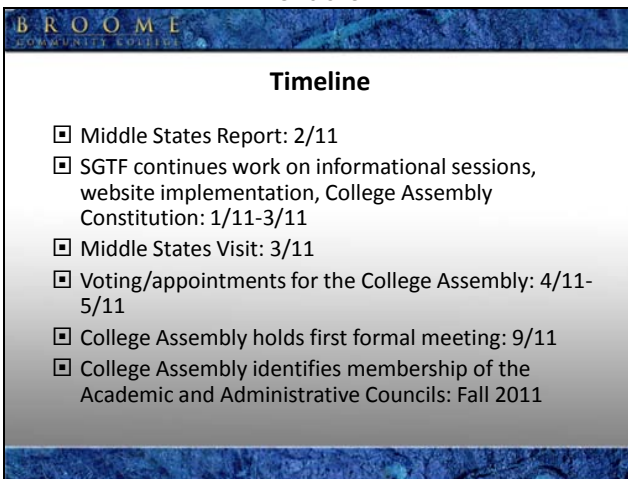 BROOME
COMMUNITY COLLEGE
Timeline
Middle States Report: 2/11
SGTF continues work on informational sessions,
website implementation, College Assembly
Constitution: 1/11-3/11
Middle States Visit: 3/11
Voting/appointments for the College Assembly: 4/11-
5/11
College Assembly holds first formal meeting: 9/11
College Assembly identifies membership of the
Academic and Administrative Councils: Fall 2011